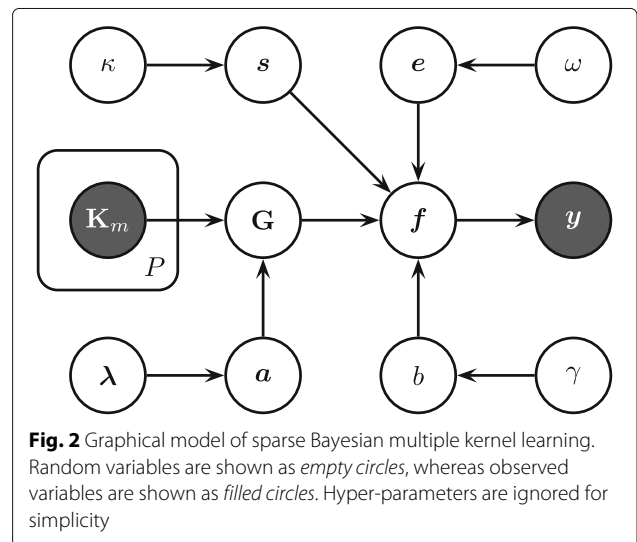 κ s e ω
K_m G f y
P
λ a b γ
Fig. 2 Graphical model of sparse Bayesian multiple kernel learning.
Random variables are shown as empty circles, whereas observed
variables are shown as filled circles. Hyper-parameters are ignored for
simplicity